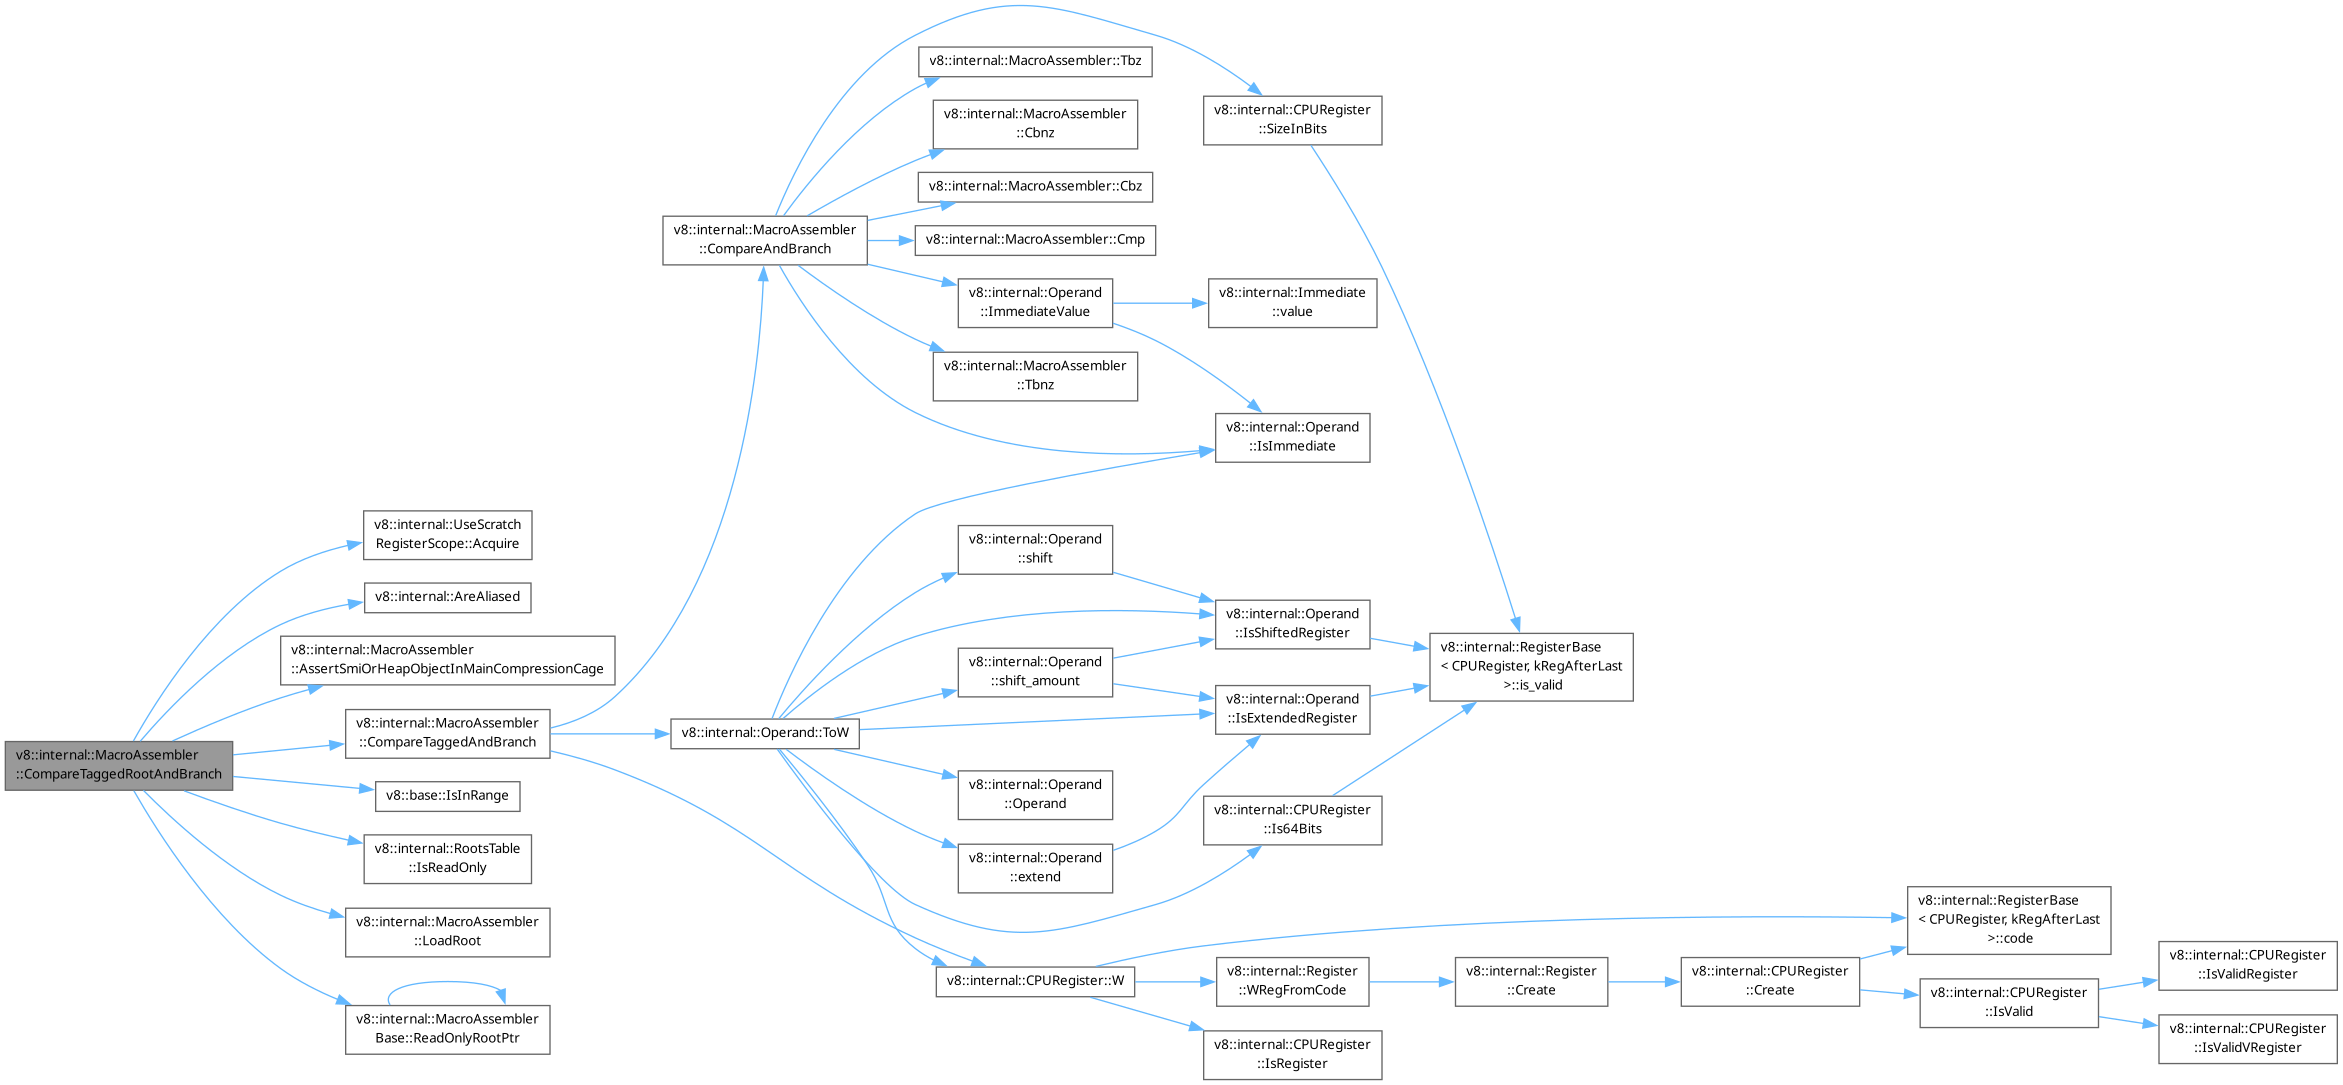 v8::internal::MacroAssembler
::CompareTaggedRootAndBranch
v8::internal::UseScratch
RegisterScope::Acquire
v8::internal::AreAliased
v8::internal::MacroAssembler
::AssertSmiOrHeapObjectInMainCompressionCage
v8::internal::MacroAssembler
::CompareTaggedAndBranch
v8::base::IsInRange
v8::internal::RootsTable
::IsReadOnly
v8::internal::MacroAssembler
::LoadRoot
v8::internal::MacroAssembler
Base::ReadOnlyRootPtr
v8::internal::MacroAssembler
::CompareAndBranch
v8::internal::Operand::ToW
v8::internal::MacroAssembler::Tbz
v8::internal::MacroAssembler
::Cbnz
v8::internal::MacroAssembler::Cbz
v8::internal::MacroAssembler::Cmp
v8::internal::Operand
::ImmediateValue
v8::internal::MacroAssembler
::Tbnz
v8::internal::Operand
::shift
v8::internal::Operand
::shift_amount
v8::internal::Operand
::Operand
v8::internal::Operand
::extend
v8::internal::CPURegister::W
v8::internal::CPURegister
::SizeInBits
v8::internal::Immediate
::value
v8::internal::Operand
::IsImmediate
v8::internal::Operand
::IsShiftedRegister
v8::internal::Operand
::IsExtendedRegister
v8::internal::CPURegister
::Is64Bits
v8::internal::Register
::WRegFromCode
v8::internal::CPURegister
::IsRegister
v8::internal::RegisterBase
< CPURegister, kRegAfterLast
>::is_valid
v8::internal::Register
::Create
v8::internal::CPURegister
::Create
v8::internal::RegisterBase
< CPURegister, kRegAfterLast
>::code
v8::internal::CPURegister
::IsValid
v8::internal::CPURegister
::IsValidRegister
v8::internal::CPURegister
::IsValidVRegister